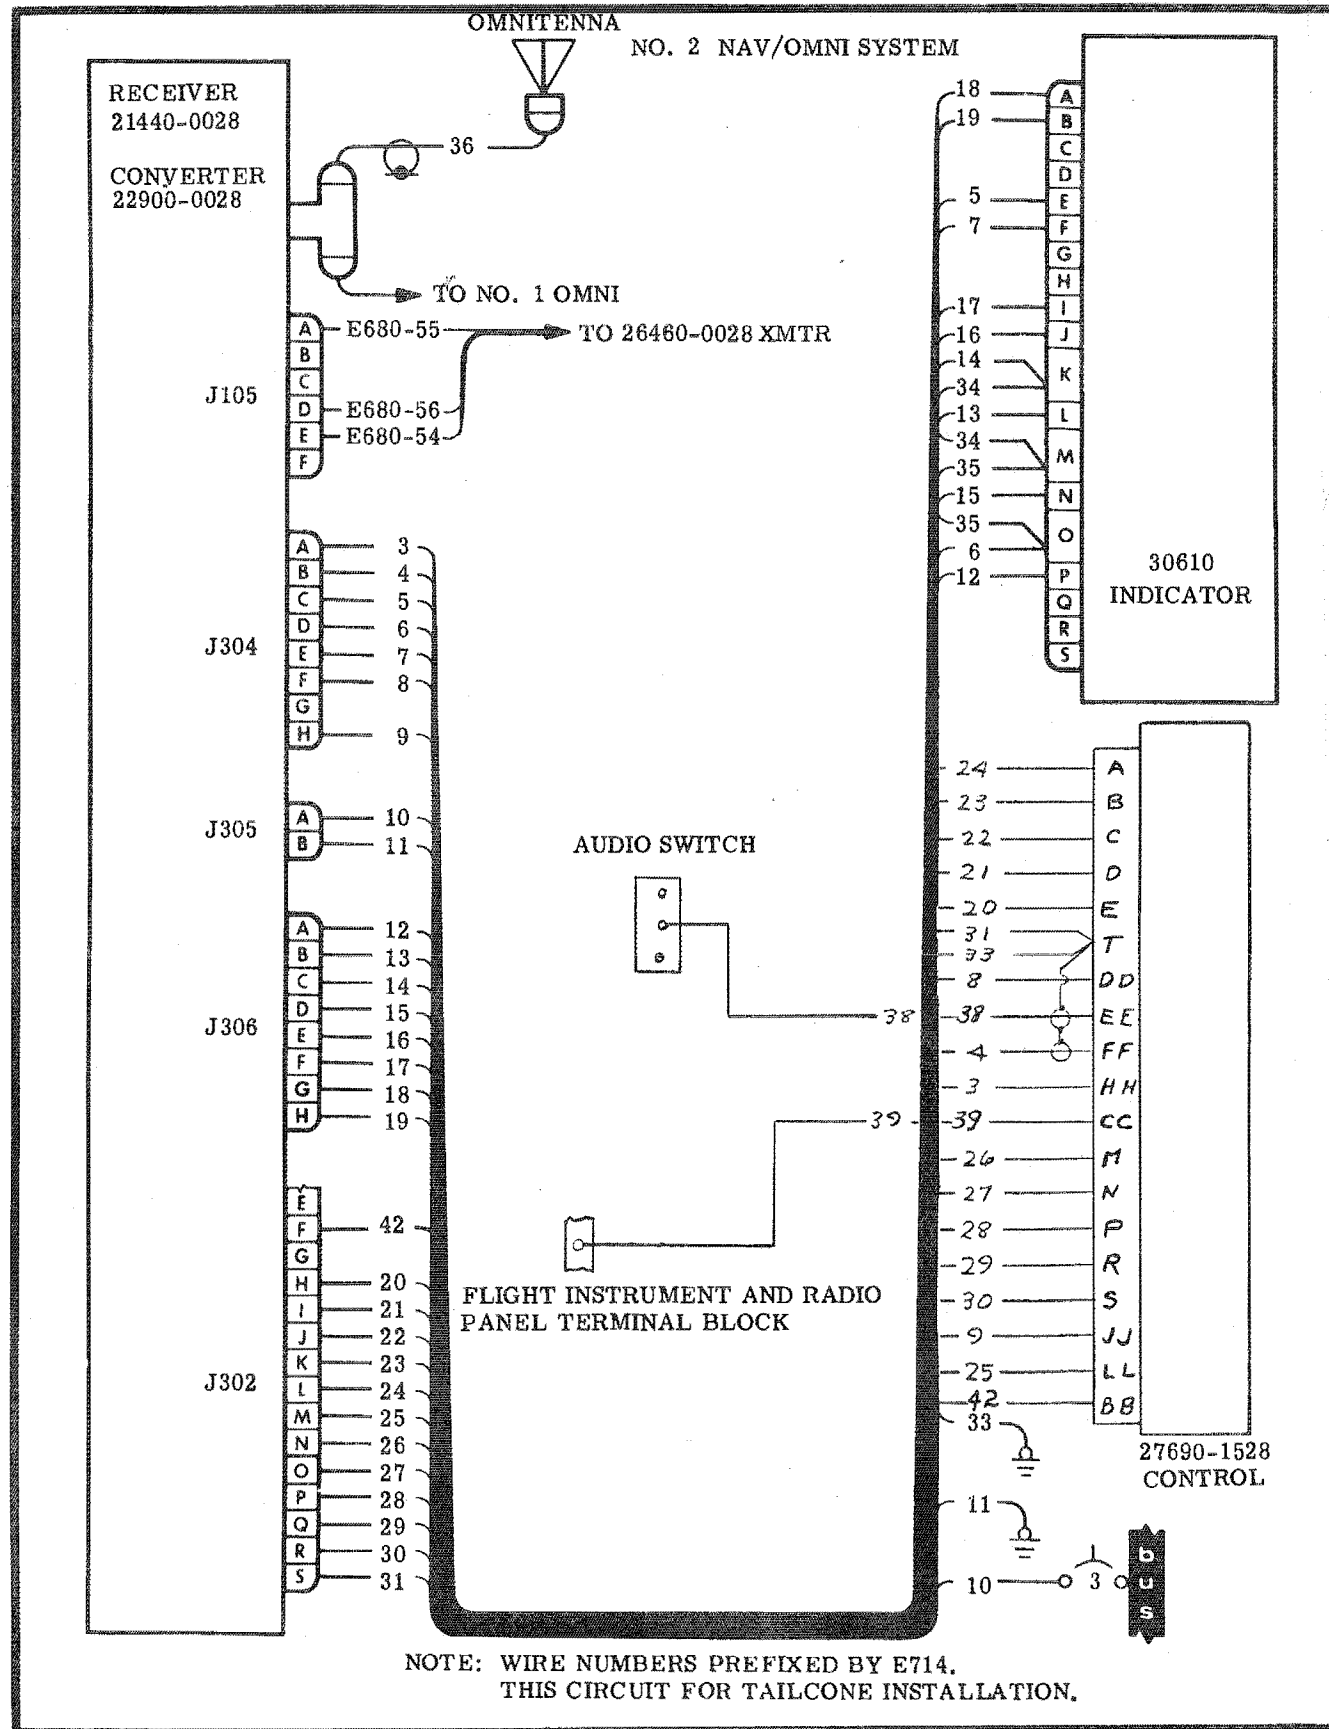 OMNITENNA
NO. 2 NAV/OMNI SYSTEM
RECEIVER
21440-0028
CONVERTER
22900-0028
36
TO NO. 1 OMNI
J105
A E680-55
TO 26460-0028 XMTR
B
C
D E680-56
E E680-54
F
J304
A 3
B 4
C 5
D 6
E 7
F 8
G
H 9
J305
A 10
B 11
J306
A 12
B 13
C 14
D 15
E 16
F 17
G 18
H 19
J302
E
F 42
G
H 20
I 21
J 22
K 23
L 24
M 25
N 26
O 27
P 28
Q 29
R 30
S 31
AUDIO SWITCH
38
39
FLIGHT INSTRUMENT AND RADIO
PANEL TERMINAL BLOCK
18 A
19 B
C
D
5 E
7 F
G
H
17 I
16 J
14
K
34
13 L
34
M
35
15 N
35
O
6
12 P
Q
R
S
30610
INDICATOR
24 A
23 B
22 C
21 D
20 E
31
T
33
8 DD
38 EE
4 FF
3 HH
39 CC
26 M
27 N
28 P
29 R
30 S
9 JJ
25 LL
42 BB
33
27690-1528
CONTROL
11
10
3
bus
NOTE: WIRE NUMBERS PREFIXED BY E714.
THIS CIRCUIT FOR TAILCONE INSTALLATION.